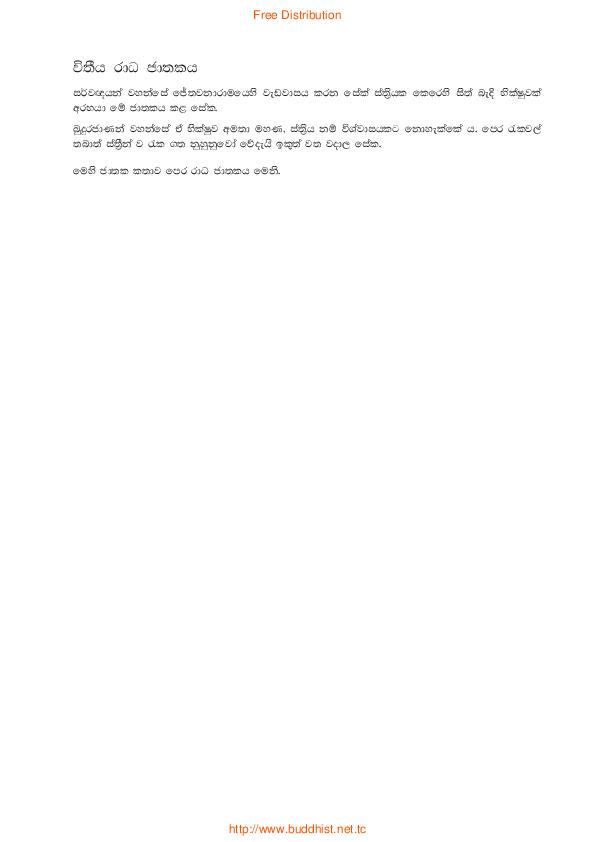 Free Distribution
විතීය රාධ ජාතකය
සර්වඥයන් වහන්සේ ජේතවනාරාමයෙහි වැඩවාසය කරන සේක් ස්ත්‍රියක කෙරෙහි සිත් බැදි භික්ෂුවක්
අරභයා මේ ජාතකය කළ සේක.
බුදුරජාණන් වහන්සේ ඒ භික්ෂුව අමතා මහණ, ස්ත්‍රිය නම් විශ්වාසයකට නොහැක්කේ ය. පෙර රැකවල්
තබාත් ස්ත්‍රීන් ව රැක ගත නුහුනුවෝ වේදැයි ඉකුත් වත වදාල සේක.
මෙහි ජාතක කතාව පෙර රාධ ජාතකය මෙනි.
http://www.buddhist.net.tc